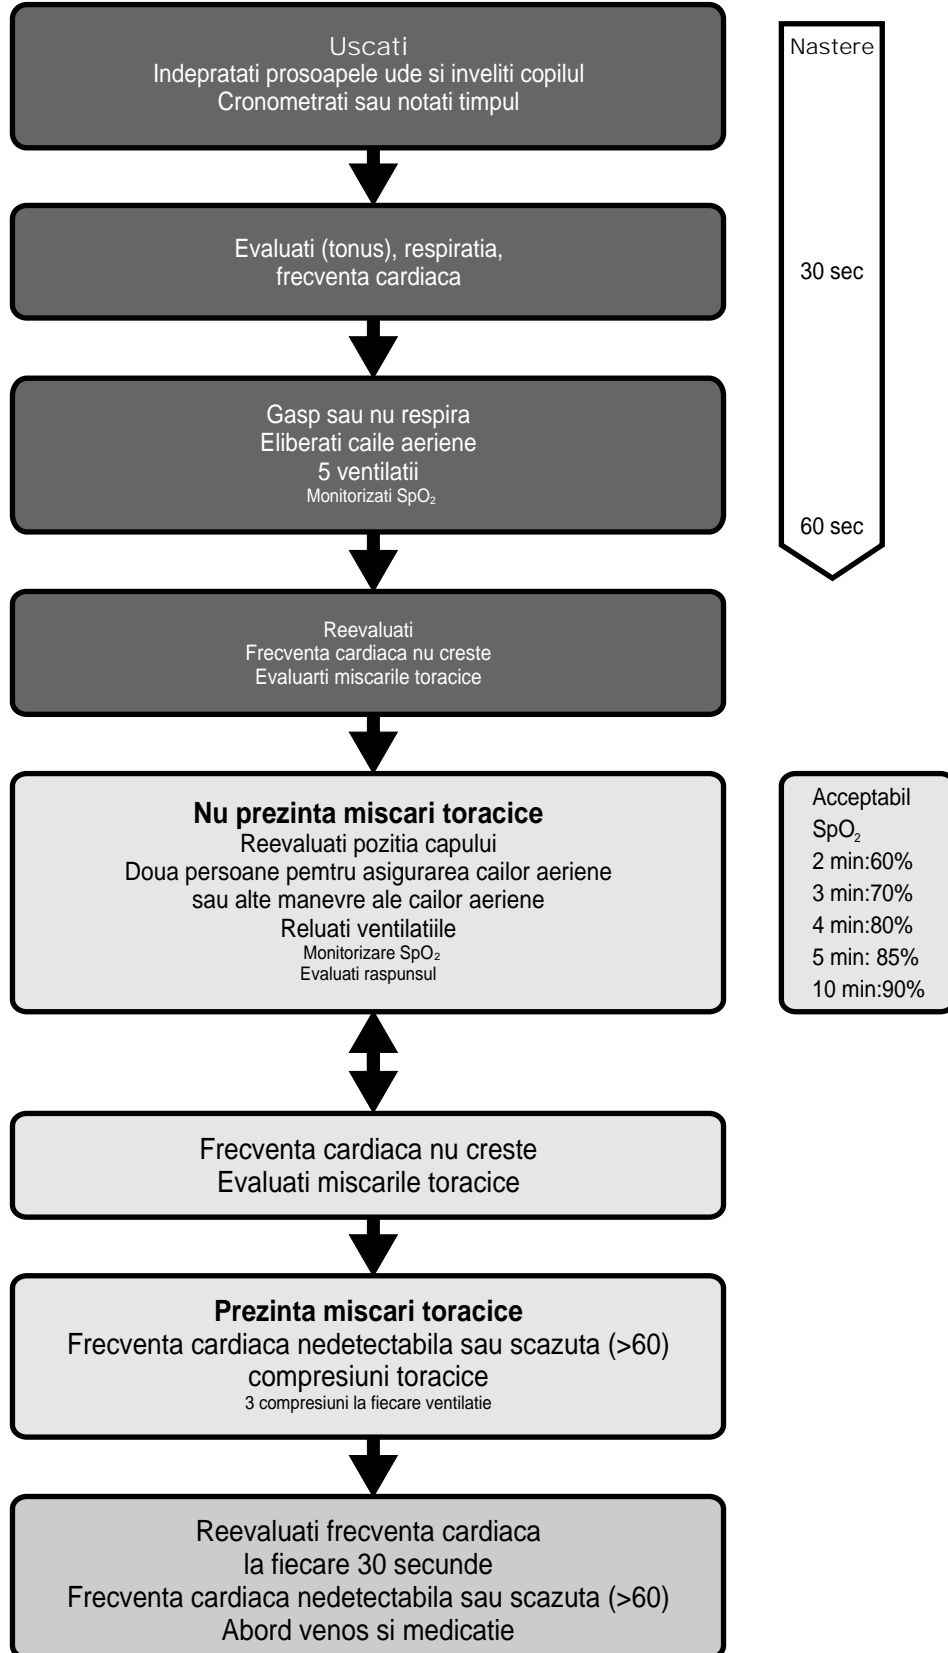 Uscati
Indepratati prosoapele ude si inveliti copilul
Cronometrati sau notati timpul
Nastere
Evaluati (tonus), respiratia,
frecventa cardiaca
30 sec
Gasp sau nu respira
Eliberati caile aeriene
5 ventilatii
Monitorizati SpO₂
60 sec
Reevaluati
Frecventa cardiaca nu creste
Evaluarti miscarile toracice
Nu prezinta miscari toracice
Reevaluati pozitia capului
Doua persoane pemtru asigurarea cailor aeriene
sau alte manevre ale cailor aeriene
Reluati ventilatiile
Monitorizare SpO₂
Evaluati raspunsul
Acceptabil
SpO₂
2 min:60%
3 min:70%
4 min:80%
5 min: 85%
10 min:90%
Frecventa cardiaca nu creste
Evaluati miscarile toracice
Prezinta miscari toracice
Frecventa cardiaca nedetectabila sau scazuta (>60)
compresiuni toracice
3 compresiuni la fiecare ventilatie
Reevaluati frecventa cardiaca
la fiecare 30 secunde
Frecventa cardiaca nedetectabila sau scazuta (>60)
Abord venos si medicatie